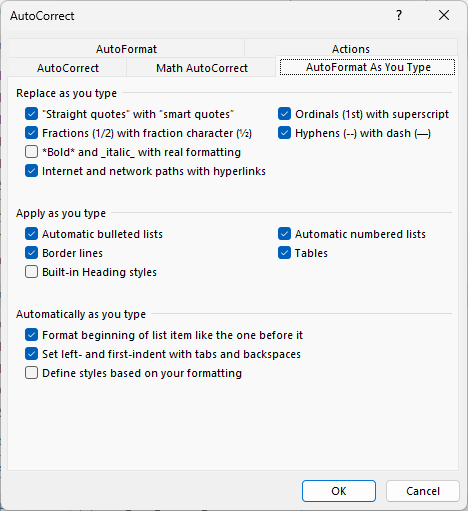 AutoCorrect ? ×
AutoFormat Actions
AutoCorrect Math AutoCorrect AutoFormat As You Type
Replace as you type
"Straight quotes" with “smart quotes” Ordinals (1st) with superscript
Fractions (1/2) with fraction character (½) Hyphens (--) with dash (—)
*Bold* and _italic_ with real formatting
Internet and network paths with hyperlinks
Apply as you type
Automatic bulleted lists Automatic numbered lists
Border lines Tables
Built-in Heading styles
Automatically as you type
Format beginning of list item like the one before it
Set left- and first-indent with tabs and backspaces
Define styles based on your formatting
OK Cancel